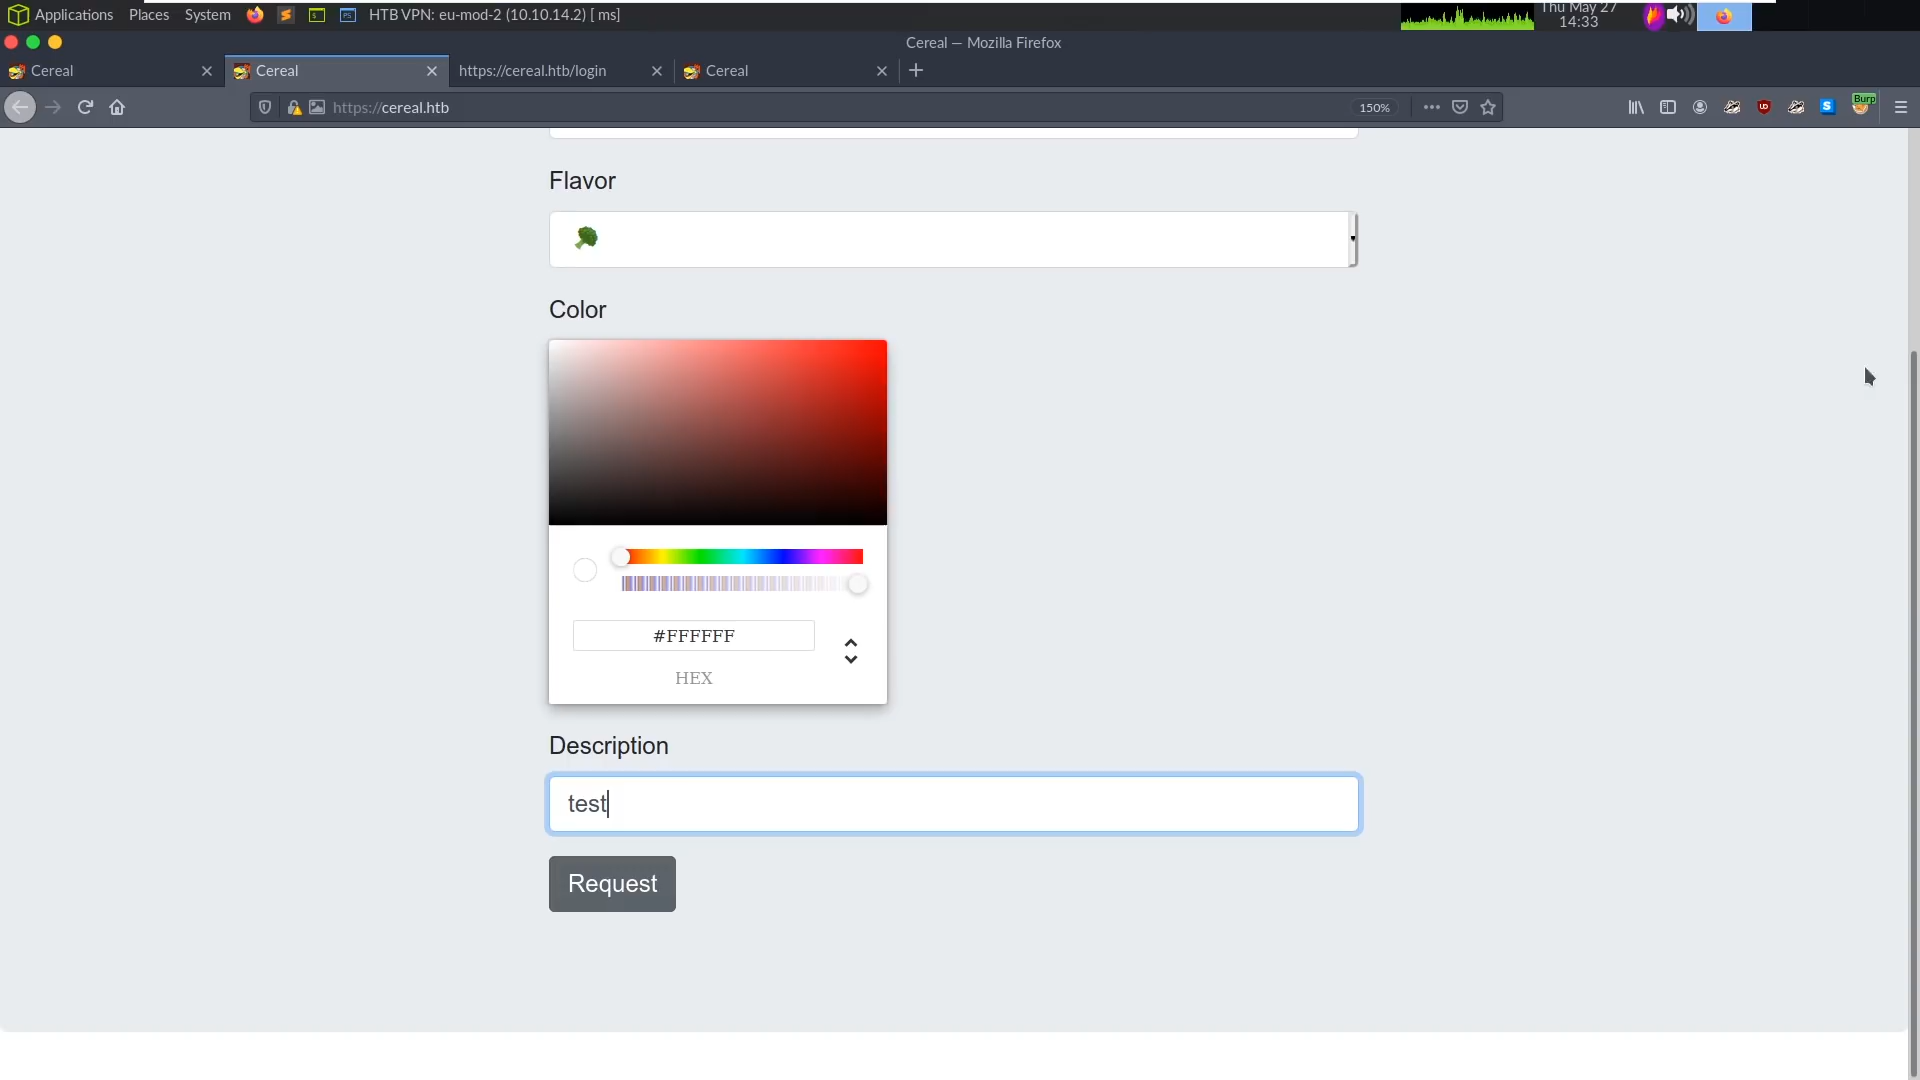 Applications Places System HTB VPN: eu-mod-2 (10.10.14.2) [ ms] Thu May 27
14:33
Cereal — Mozilla Firefox
Cereal Cereal https://cereal.htb/login Cereal
https://cereal.htb 150% Burp
Flavor
Color
#FFFFFF
HEX
Description
test
Request